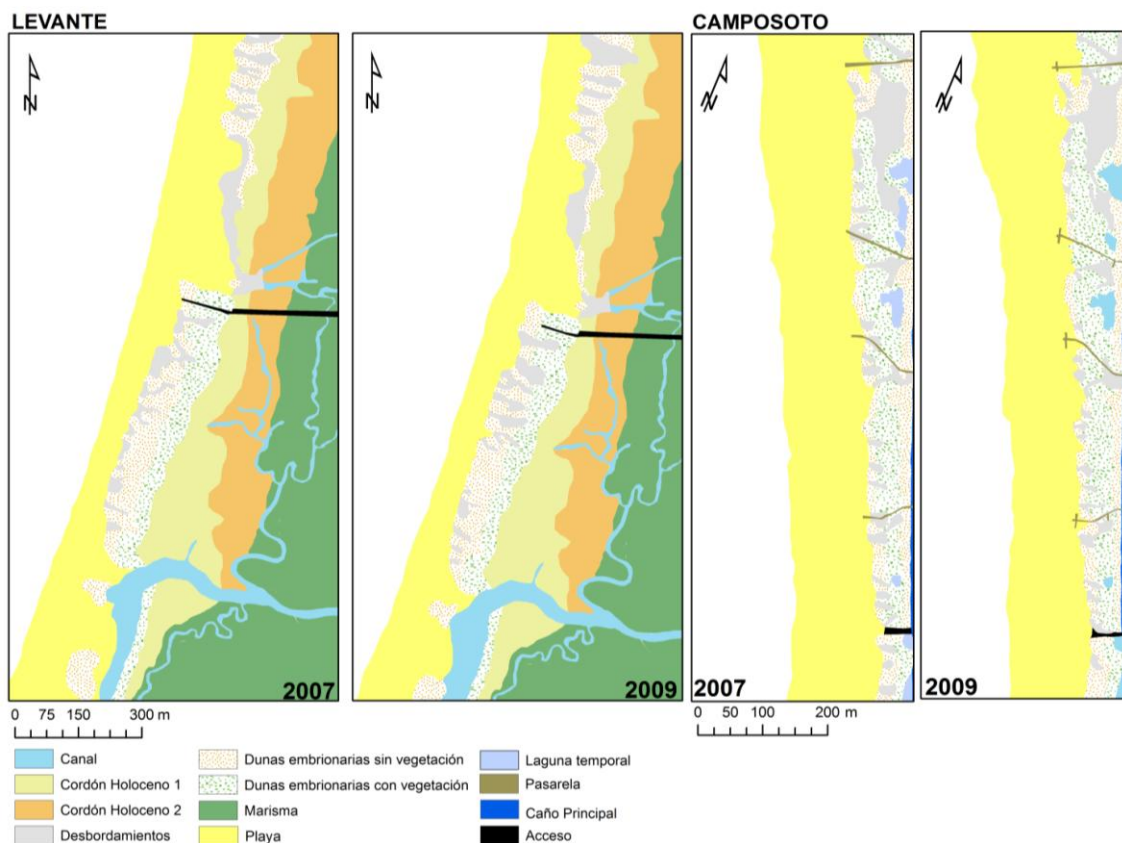 LEVANTE
CAMPOSOTO
N
N
N
N
2007
2009
2007
2009
0 75 150 300 m
0 50 100 200 m
Canal
Cordón Holoceno 1
Cordón Holoceno 2
Desbordamientos
Dunas embrionarias sin vegetación
Dunas embrionarias con vegetación
Marisma
Playa
Laguna temporal
Pasarela
Caño Principal
Acceso